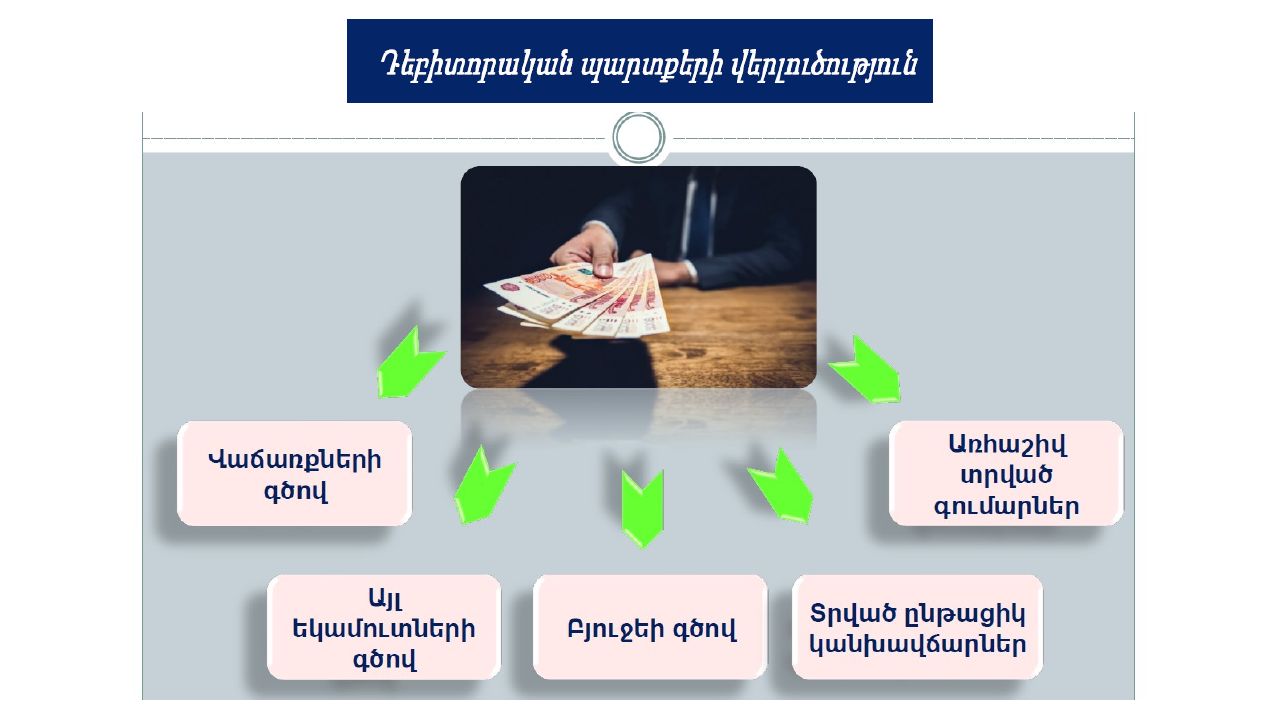 Դեբիտորական պարտքերի վերլուծություն
Վաճառքների
գծով
Առհաշիվ
տրված
գումարներ
Այլ
եկամուտների
գծով
Բյուջեի գծով
Տրված ընթացիկ
կանխավճարներ